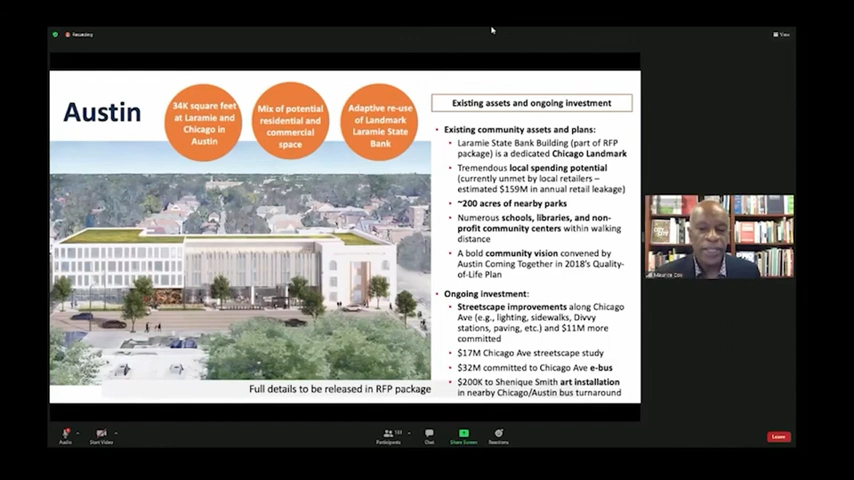 Recording
View
Austin
34K square feet
at Laramie and
Chicago in
Austin
Mix of potential
residential and
commercial
space
Adaptive re-use
of Landmark
Laramie State
Bank
Existing assets and ongoing investment
• Existing community assets and plans:
• Laramie State Bank Building (part of RFP
package) is a dedicated Chicago Landmark
• Tremendous local spending potential
(currently unmet by local retailers –
estimated $159M in annual retail leakage)
• ~200 acres of nearby parks
• Numerous schools, libraries, and non-
profit community centers within walking
distance
• A bold community vision convened by
Austin Coming Together in 2018's Quality-
of-Life Plan
• Ongoing investment:
• Streetscape improvements along Chicago
Ave (e.g., lighting, sidewalks, Divvy
stations, paving, etc.) and $11M more
committed
• $17M Chicago Ave streetscape study
• $32M committed to Chicago Ave e-bus
• $200K to Shenique Smith art installation
in nearby Chicago/Austin bus turnaround
Full details to be released in RFP package
Maurice Cox
Audio
Start Video
Participants
Chat
Share Screen
Reactions
Leave